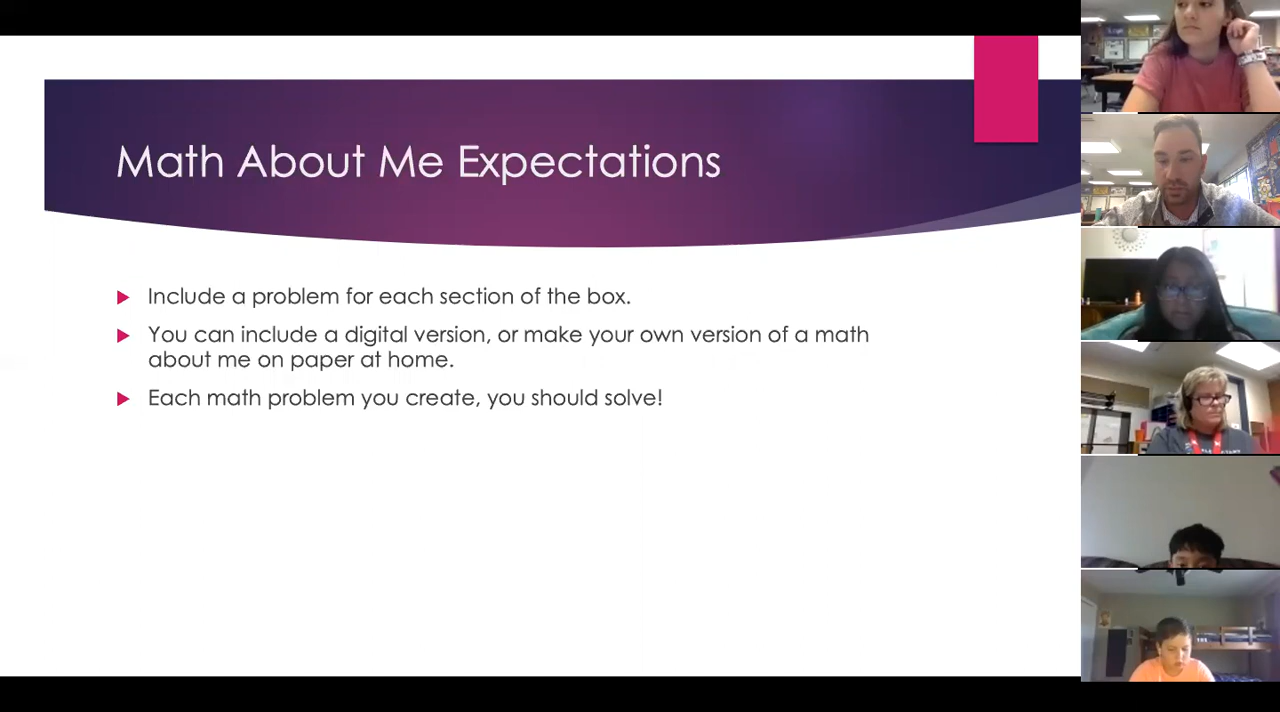 Math About Me Expectations
Include a problem for each section of the box.
You can include a digital version, or make your own version of a math
about me on paper at home.
Each math problem you create, you should solve!